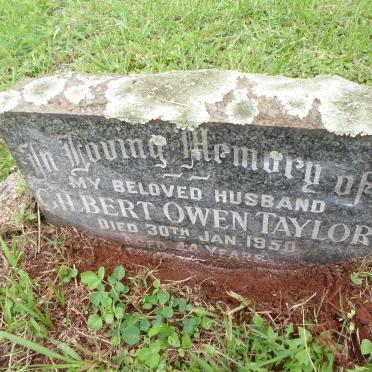 In Loving Memory of
MY BELOVED HUSBAND
GILBERT OWEN TAYLOR
DIED 30TH JAN. 1950
AGED 44 YEARS